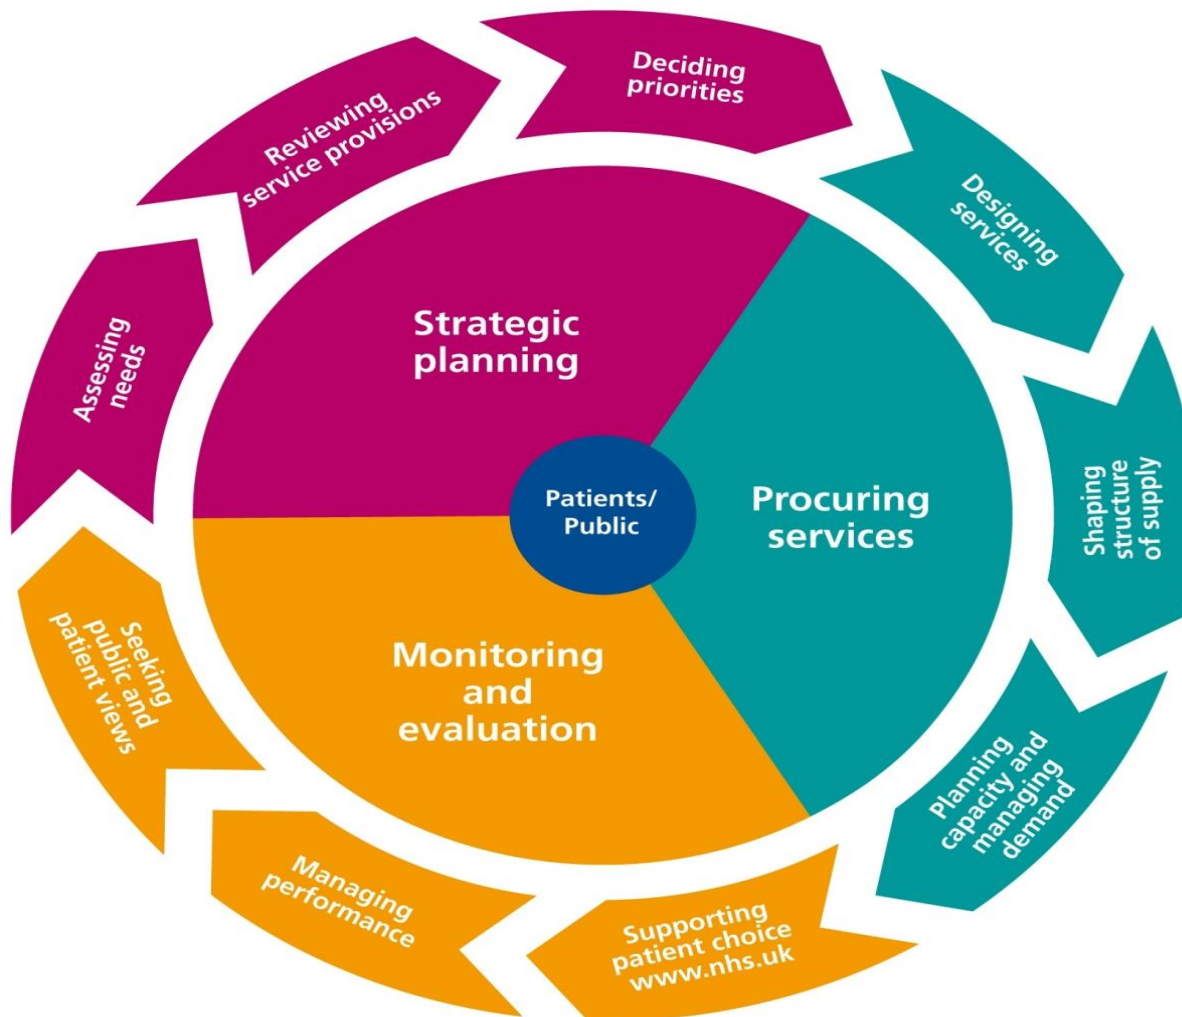 Deciding
priorities
Designing
services
Shaping
structure
of supply
Planning
capacity and
managing
demand
Supporting
patient choice
www.nhs.uk
Managing
performance
Seeking
public and
patient views
Assessing
needs
Reviewing
service provisions
Strategic
planning
Procuring
services
Monitoring
and
evaluation
Patients/
Public